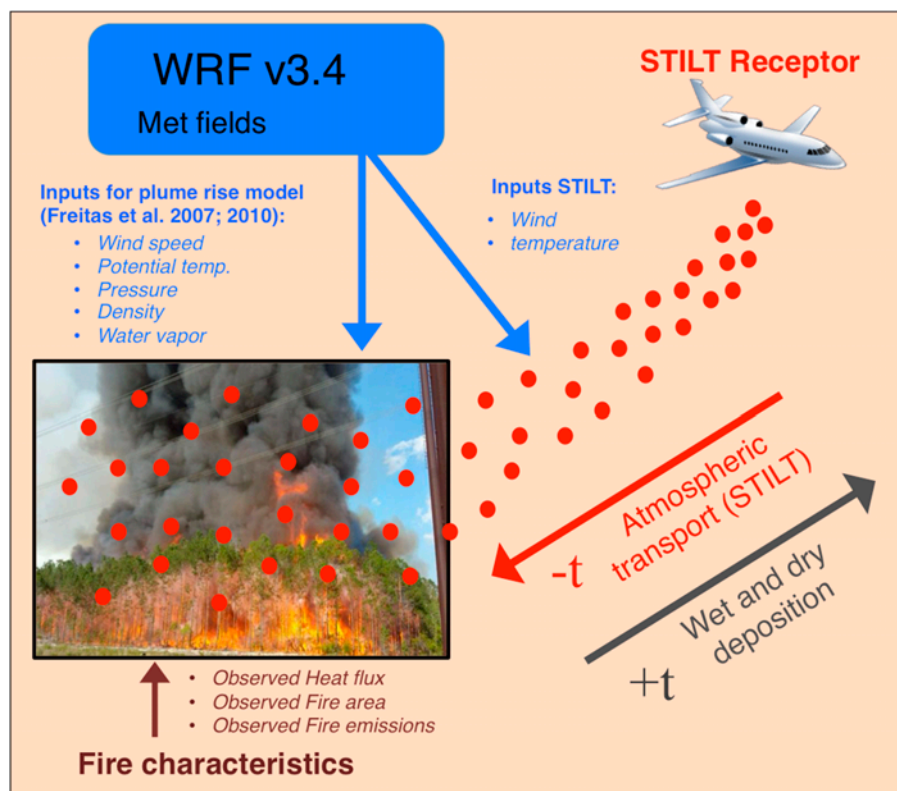 WRF v3.4
Met fields
STILT Receptor
Inputs for plume rise model
(Freitas et al. 2007; 2010):
• Wind speed
• Potential temp.
• Pressure
• Density
• Water vapor
Inputs STILT:
• Wind
• temperature
Atmospheric
transport (STILT)
-t
Wet and dry
deposition
+t
• Observed Heat flux
• Observed Fire area
• Observed Fire emissions
Fire characteristics